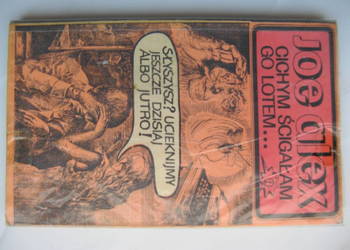 joe alex
CICHYM ŚCIGAŁAM
GO LOTEM...
SŁYSZYSZ? UCIEKNIJMY
JESZCZE DZISIAJ
ALBO JUTRO!